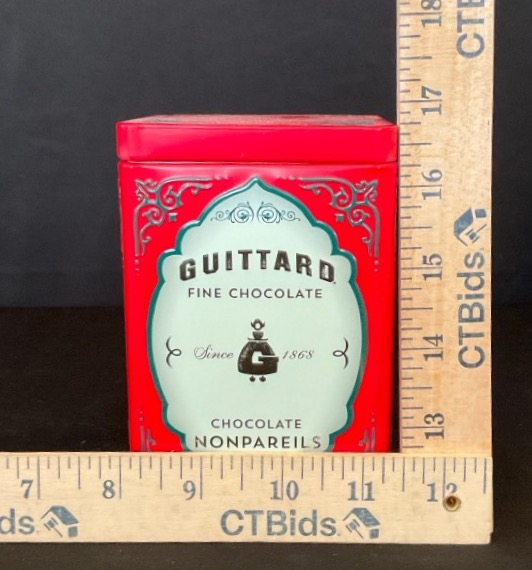 GUITTARD
FINE CHOCOLATE
Since G 1868
CHOCOLATE
NONPAREILS
18
17
16
15
14
13
CTBids
CTBids
7 8 9 10 11 12
ds CTBids